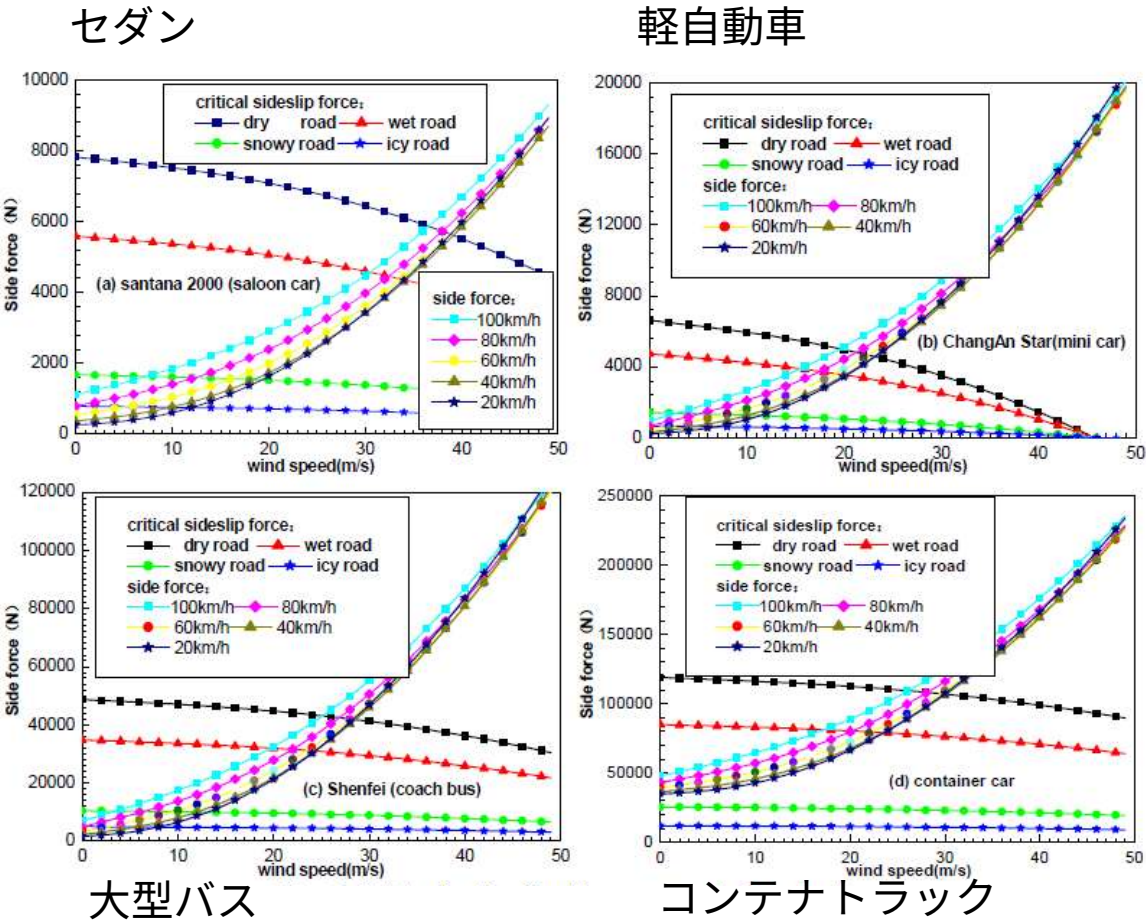 セダン
軽自動車
10000
8000
6000
4000
2000
0
Side force (N)
critical sideslip force:
dry road wet road
snowy road icy road
(a) santana 2000 (saloon car)
side force:
100km/h
80km/h
60km/h
40km/h
20km/h
0 10 20 30 40 50
wind speed(m/s)
20000
16000
12000
8000
4000
0
Side force (N)
critical sideslip force:
dry road wet road
snowy road icy road
side force:
100km/h 80km/h
60km/h 40km/h
20km/h
(b) ChangAn Star(mini car)
0 10 20 30 40 50
wind speed(m/s)
120000
100000
80000
60000
40000
20000
0
Side force (N)
critical sideslip force:
dry road wet road
snowy road icy road
side force:
100km/h 80km/h
60km/h 40km/h
20km/h
(c) Shenfei (coach bus)
0 10 20 30 40 50
wind speed(m/s)
250000
200000
150000
100000
50000
0
Side force (N)
critical sideslip force:
dry road wet road
snowy road icy road
side force:
100km/h 80km/h
60km/h 40km/h
20km/h
(d) container car
0 10 20 30 40 50
wind speed(m/s)
大型バス
コンテナトラック